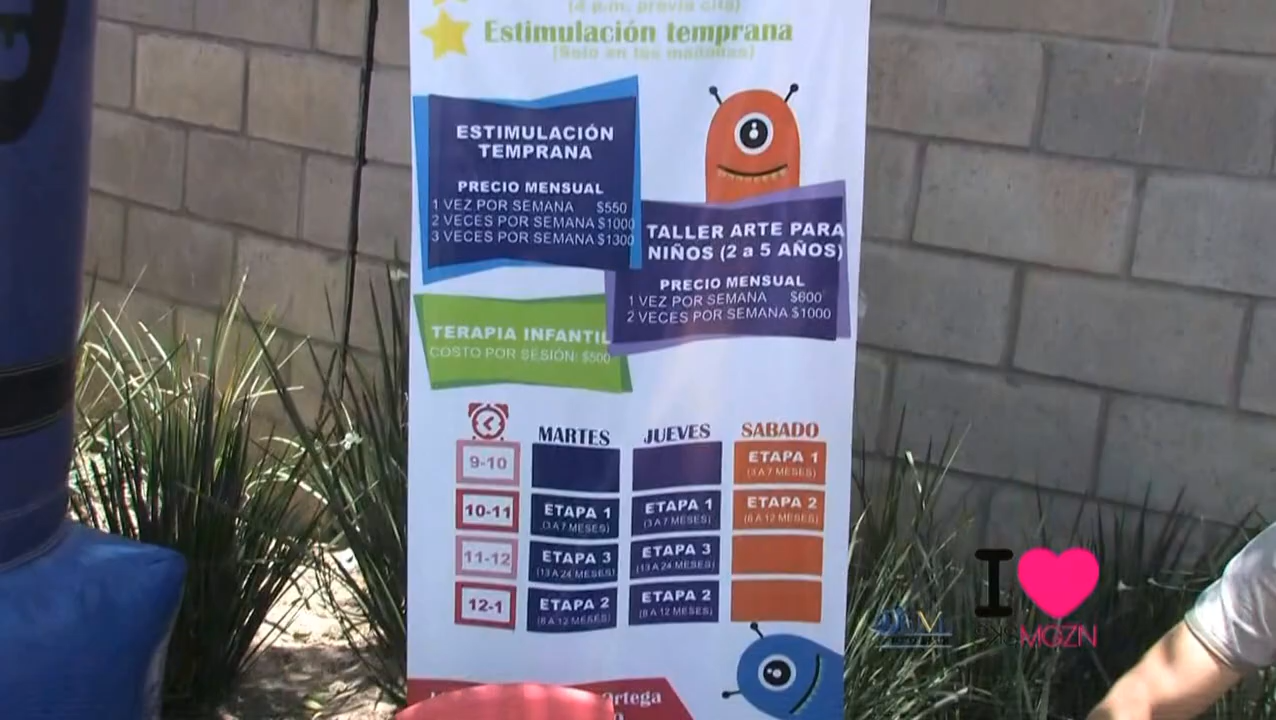 (4 p.m. previa cita)
Estimulación temprana
(Solo en las mañanas)
ESTIMULACIÓN
TEMPRANA
PRECIO MENSUAL
1 VEZ POR SEMANA $550
2 VECES POR SEMANA $1000
3 VECES POR SEMANA $1300
TALLER ARTE PARA
NIÑOS (2 a 5 AÑOS)
PRECIO MENSUAL
1 VEZ POR SEMANA $600
2 VECES POR SEMANA $1000
TERAPIA INFANTIL
COSTO POR SESIÓN: $500
MARTES JUEVES SABADO
9-10 ETAPA 1
(3 A 7 MESES)
10-11 ETAPA 1 ETAPA 1 ETAPA 2
(3 A 7 MESES) (3 A 7 MESES) (8 A 12 MESES)
11-12 ETAPA 3 ETAPA 3
(13 A 24 MESES) (13 A 24 MESES)
12-1 ETAPA 2 ETAPA 2
(8 A 12 MESES) (8 A 12 MESES)
I
MGZN